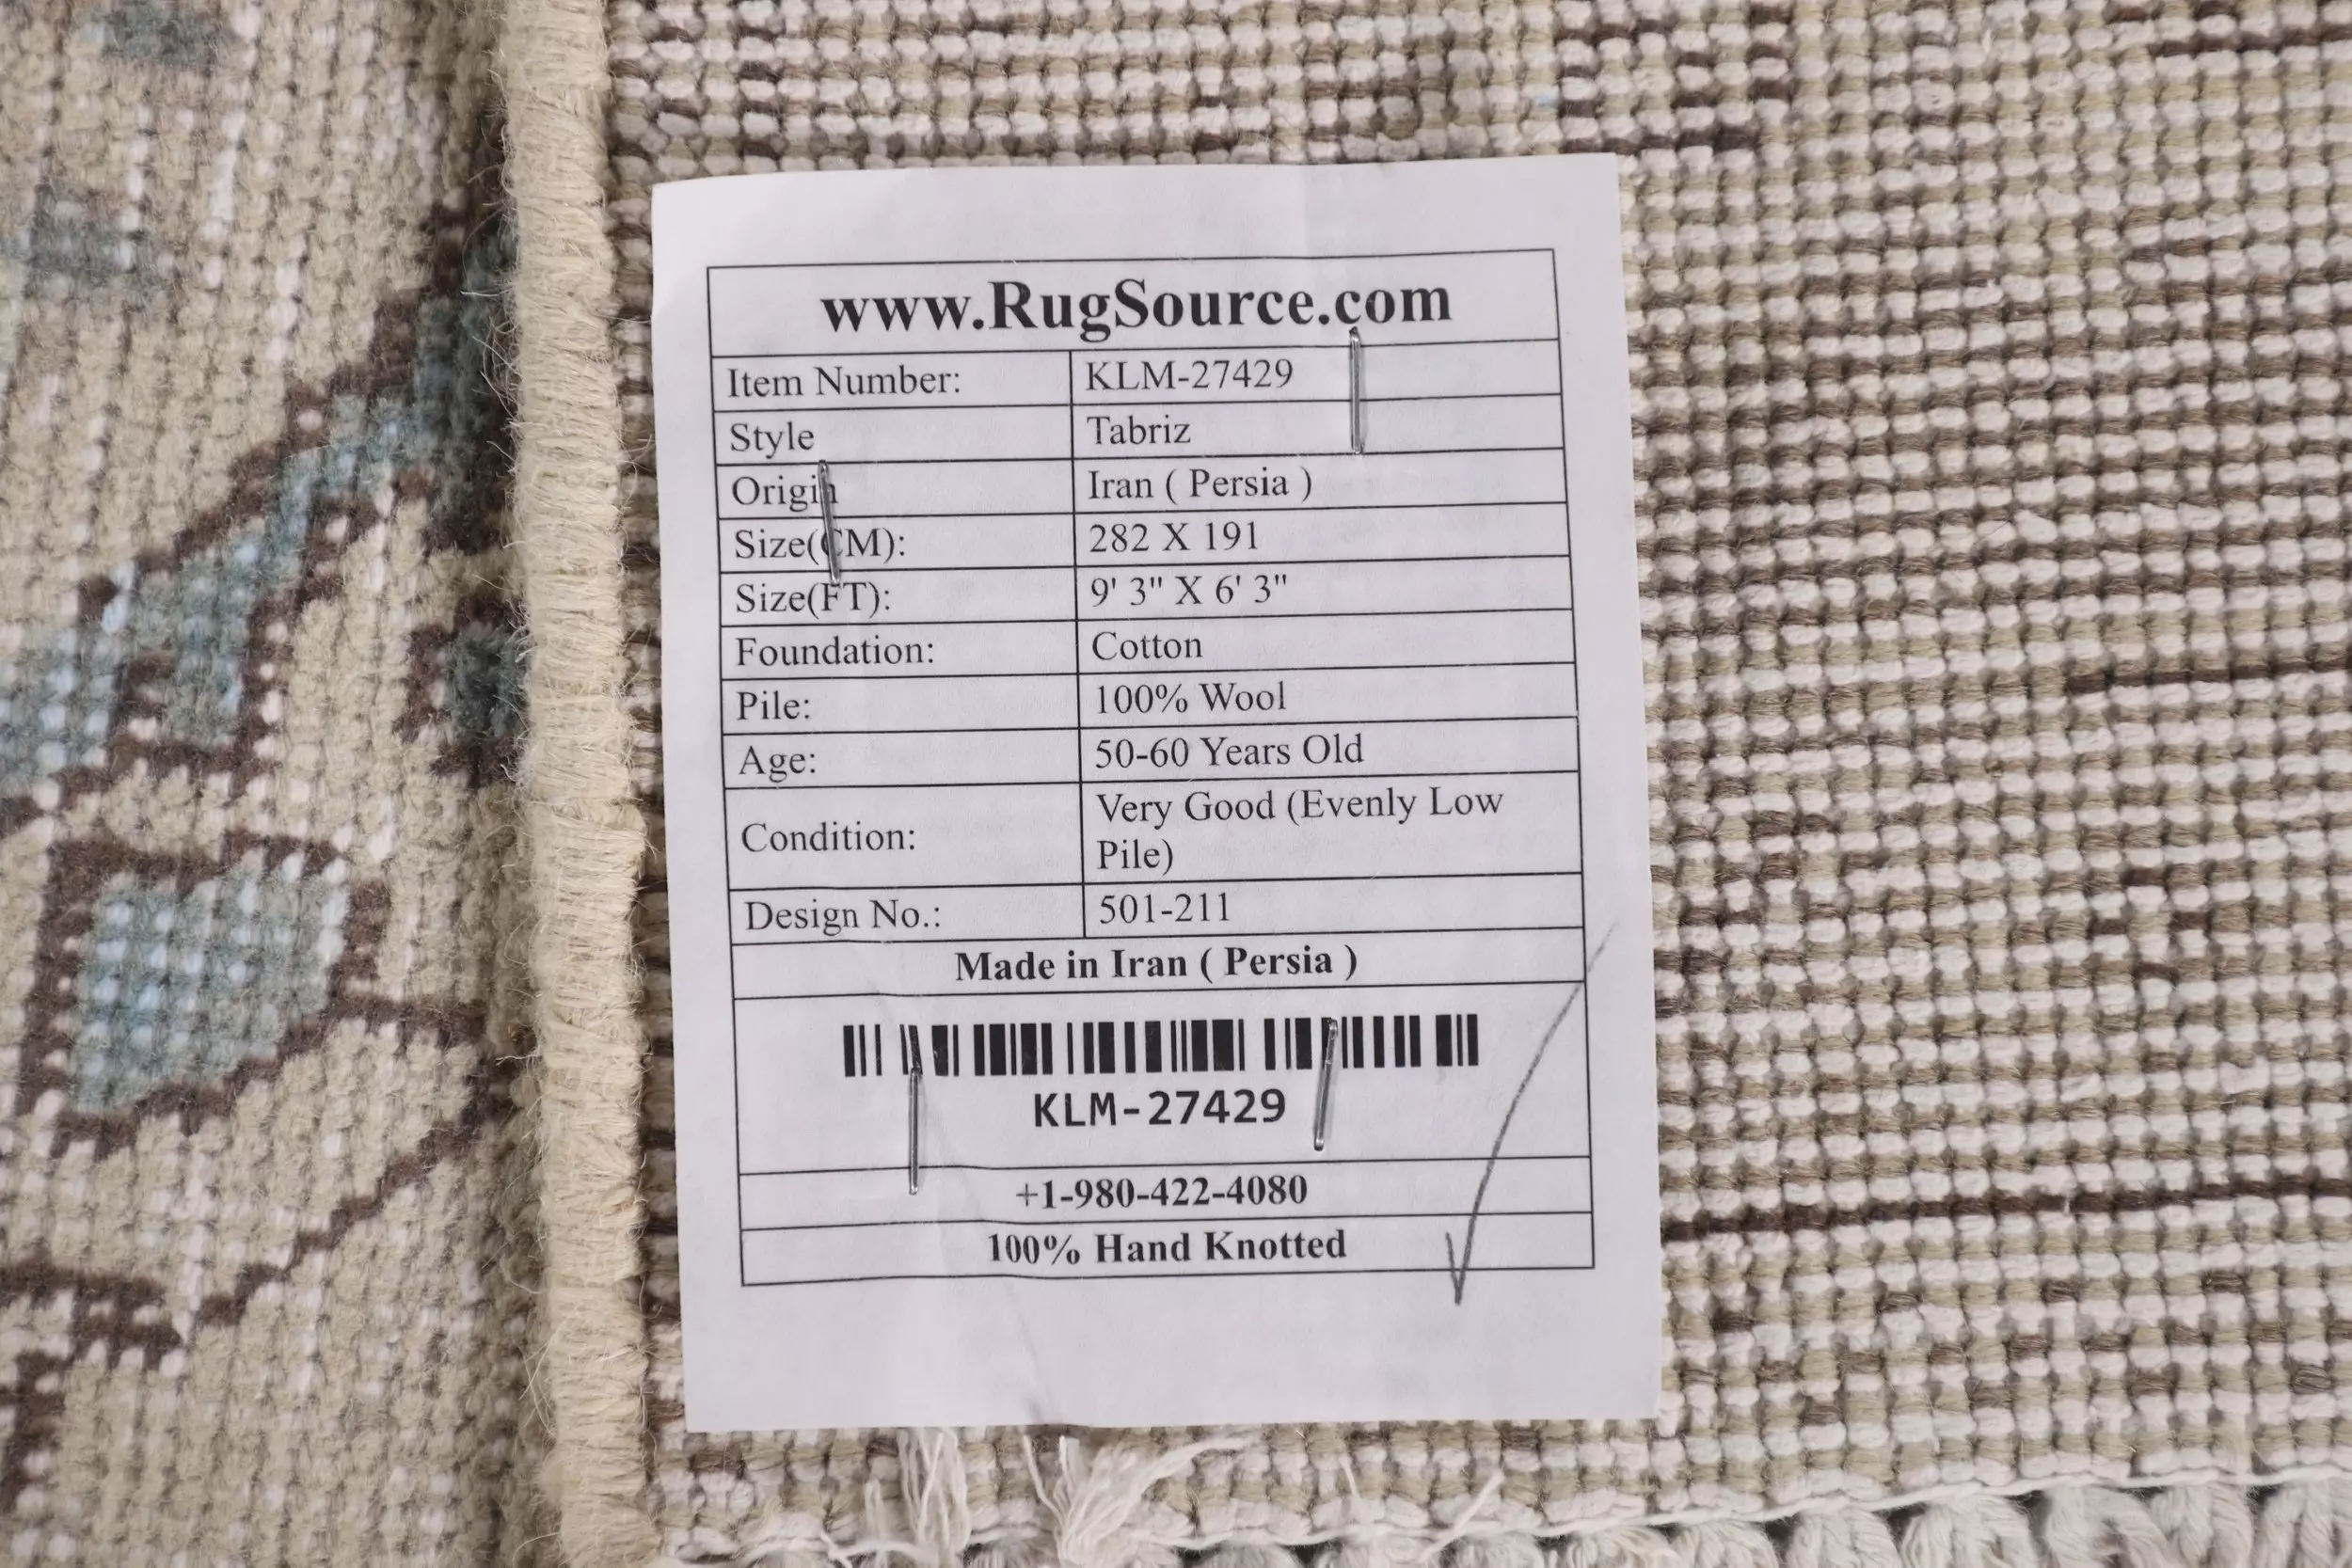 www.RugSource.com
Item Number: KLM-27429
Style Tabriz
Origin Iran ( Persia )
Size(CM): 282 X 191
Size(FT): 9' 3" X 6' 3"
Foundation: Cotton
Pile: 100% Wool
Age: 50-60 Years Old
Condition: Very Good (Evenly Low
Pile)
Design No.: 501-211
Made in Iran ( Persia )
KLM-27429
+1-980-422-4080
100% Hand Knotted